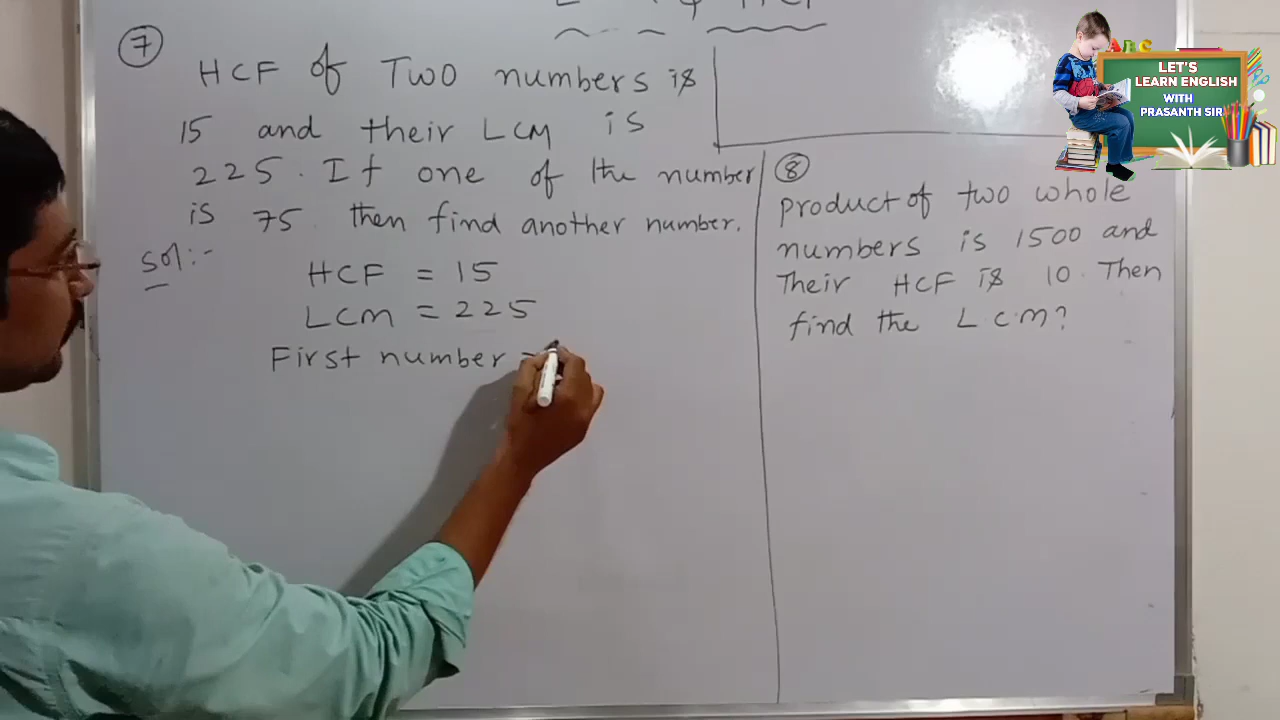 ⑦
HCF of Two numbers is
15 and their LCM is
225. If one of the number
is 75 then find another number.
Sol:-
HCF = 15
LCM = 225
First number =
⑧
product of two whole
numbers is 1500 and
Their HCF is 10. Then
find the LCM?
ABC
LET'S
LEARN ENGLISH
WITH
PRASANTH SIR